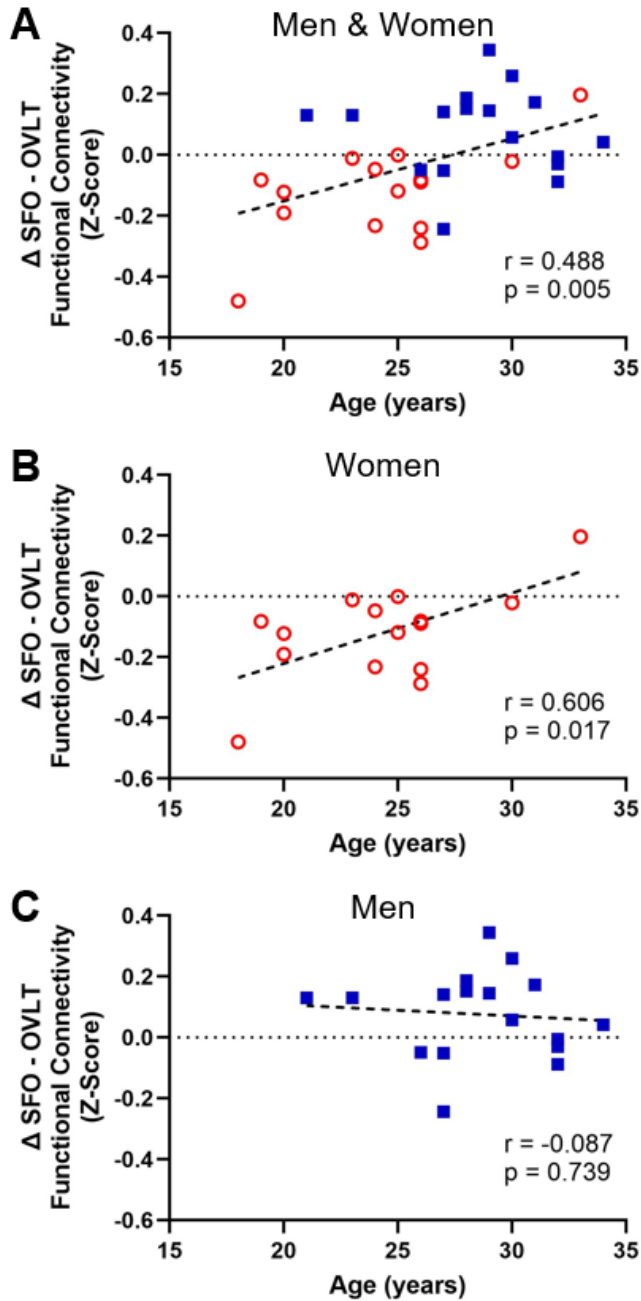 A
Men & Women
Δ SFO - OVLT
Functional Connectivity
(Z-Score)
0.4
0.2
0.0
-0.2
-0.4
-0.6
r = 0.488
p = 0.005
15 20 25 30 35
Age (years)
B
Women
Δ SFO - OVLT
Functional Connectivity
(Z-Score)
0.4
0.2
0.0
-0.2
-0.4
-0.6
r = 0.606
p = 0.017
15 20 25 30 35
Age (years)
C
Men
Δ SFO - OVLT
Functional Connectivity
(Z-Score)
0.4
0.2
0.0
-0.2
-0.4
-0.6
r = -0.087
p = 0.739
15 20 25 30 35
Age (years)